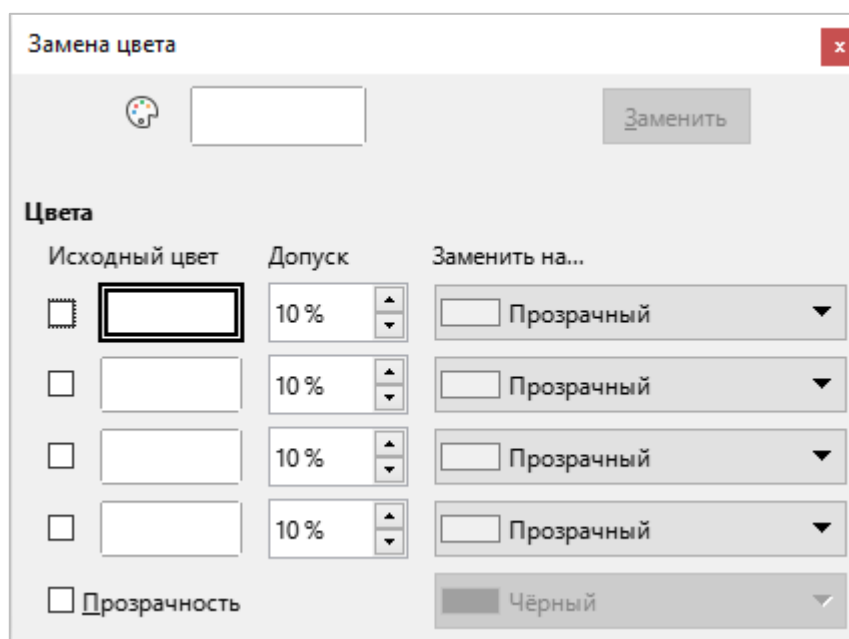 Замена цвета
x
Заменить
Цвета
Исходный цвет Допуск Заменить на...
10 % Прозрачный
10 % Прозрачный
10 % Прозрачный
10 % Прозрачный
Прозрачность Чёрный